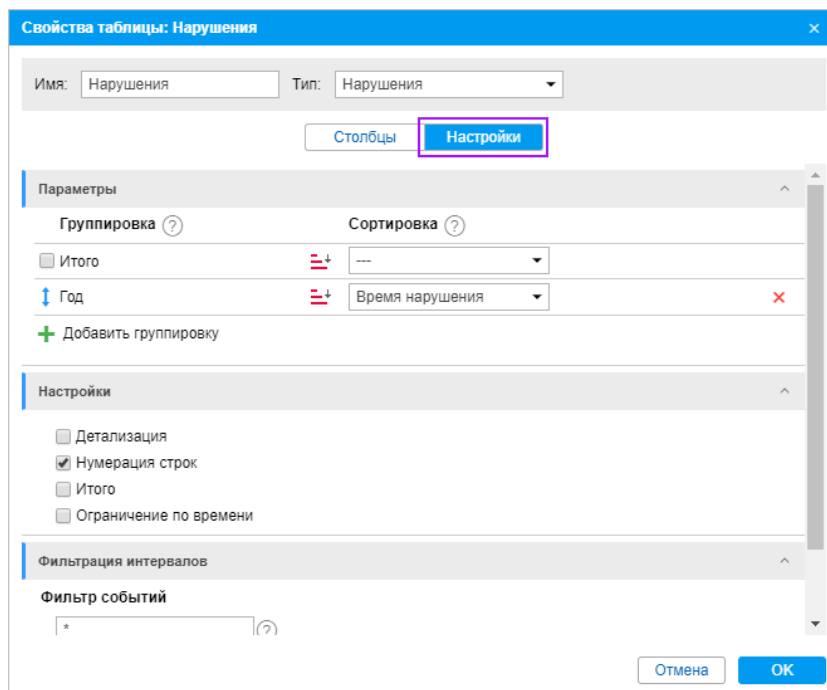 Свойства таблицы: Нарушения ×
Имя: Нарушения Тип: Нарушения
Столбцы Настройки
Параметры
Группировка ? Сортировка ?
Итого ---
Год Время нарушения
Добавить группировку
Настройки
Детализация
Нумерация строк
Итого
Ограничение по времени
Фильтрация интервалов
Фильтр событий
* ?
Отмена OK